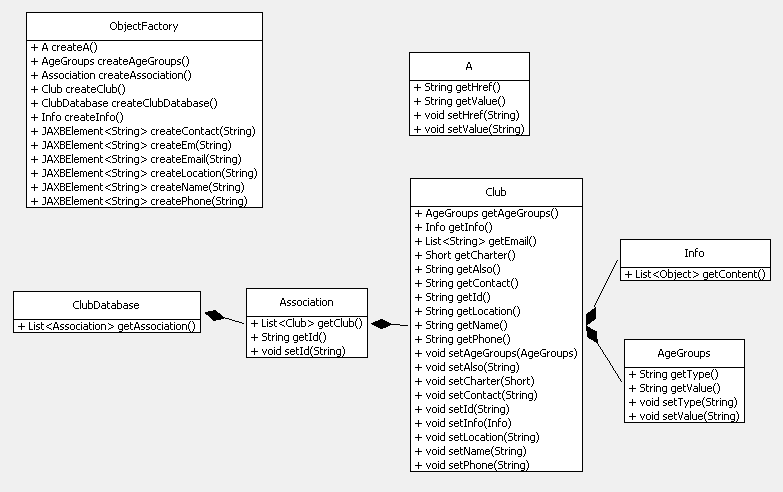 ObjectFactory
+ A createA()
+ AgeGroups createAgeGroups()
+ Association createAssociation()
+ Club createClub()
+ ClubDatabase createClubDatabase()
+ Info createInfo()
+ JAXBElement<String> createContact(String)
+ JAXBElement<String> createEm(String)
+ JAXBElement<String> createEmail(String)
+ JAXBElement<String> createLocation(String)
+ JAXBElement<String> createName(String)
+ JAXBElement<String> createPhone(String)
A
+ String getHref()
+ String getValue()
+ void setHref(String)
+ void setValue(String)
ClubDatabase
+ List<Association> getAssociation()
Association
+ List<Club> getClub()
+ String getId()
+ void setId(String)
Club
+ AgeGroups getAgeGroups()
+ Info getInfo()
+ List<String> getEmail()
+ Short getCharter()
+ String getAlso()
+ String getContact()
+ String getId()
+ String getLocation()
+ String getName()
+ String getPhone()
+ void setAgeGroups(AgeGroups)
+ void setAlso(String)
+ void setCharter(Short)
+ void setContact(String)
+ void setId(String)
+ void setInfo(Info)
+ void setLocation(String)
+ void setName(String)
+ void setPhone(String)
Info
+ List<Object> getContent()
AgeGroups
+ String getType()
+ String getValue()
+ void setType(String)
+ void setValue(String)